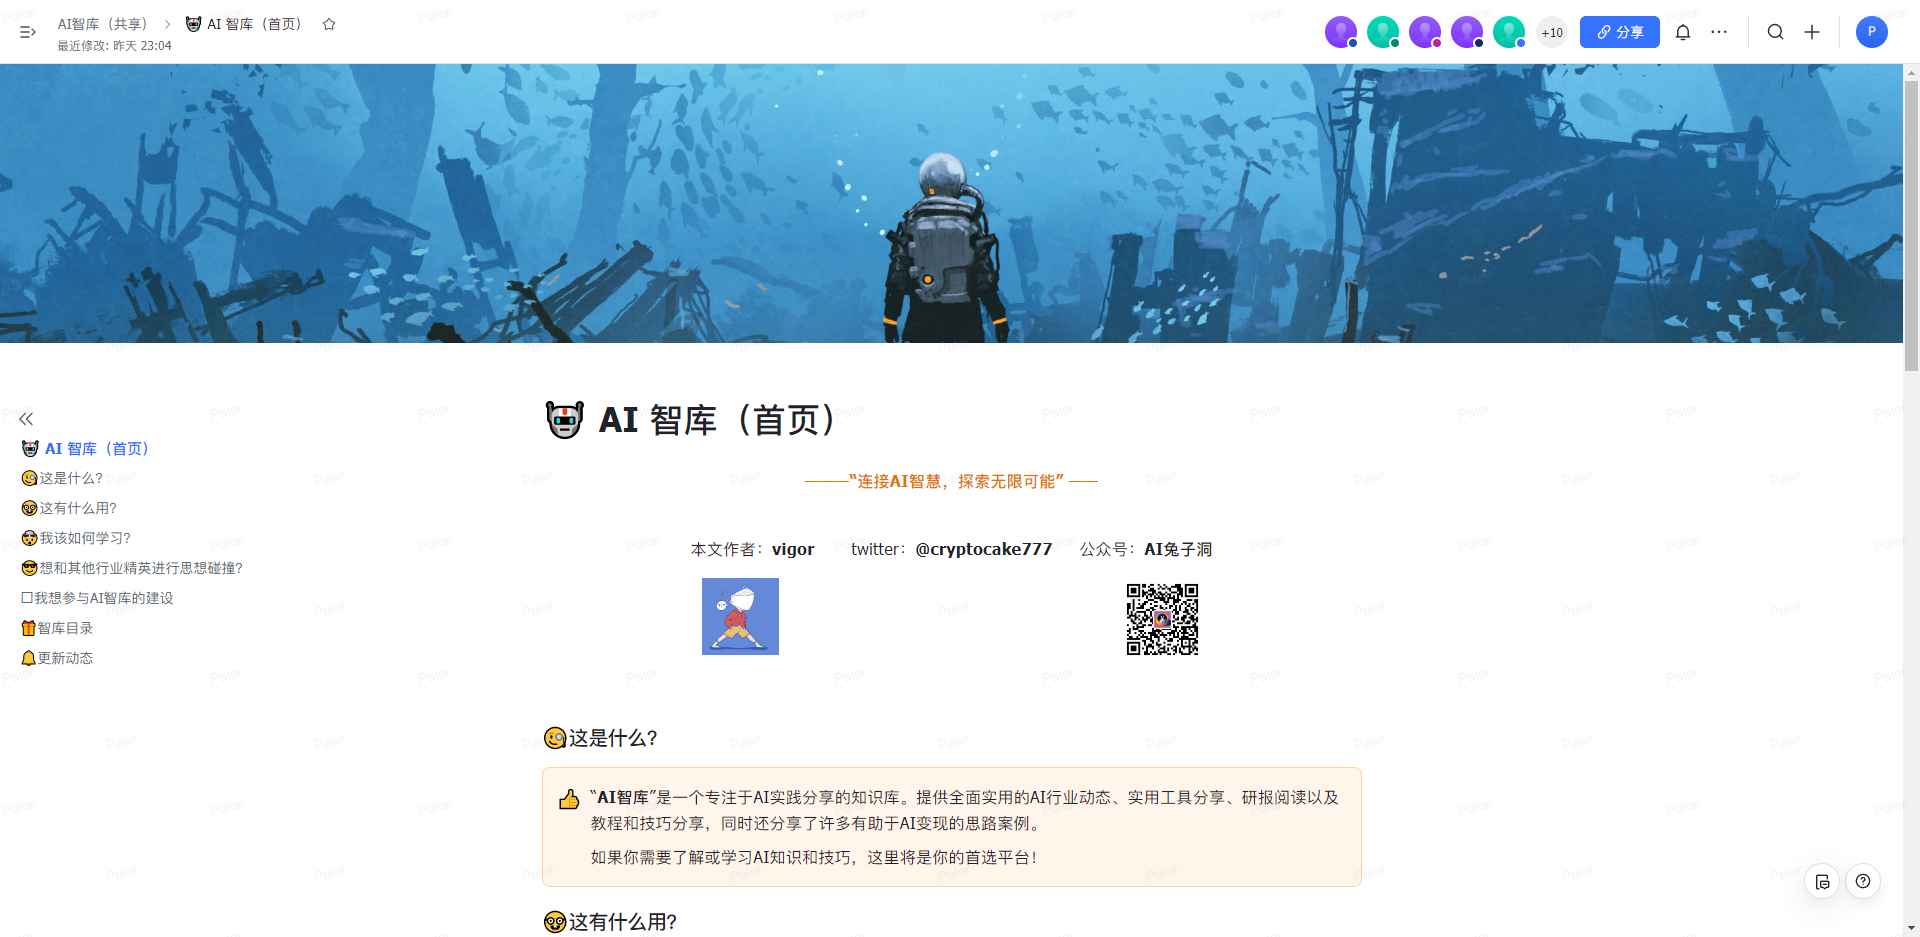 AI智库（共享） > AI 智库（首页）
最近修改: 昨天 23:04
+10
分享
P
AI 智库（首页）
———“连接AI智慧，探索无限可能” ——
本文作者：vigor twitter：@cryptocake777 公众号：AI兔子洞
AI 智库（首页）
这是什么?
这有什么用?
我该如何学习?
想和其他行业精英进行思想碰撞?
我想参与AI智库的建设
智库目录
更新动态
这是什么?
“AI智库”是一个专注于AI实践分享的知识库。提供全面实用的AI行业动态、实用工具分享、研报阅读以及
教程和技巧分享，同时还分享了许多有助于AI变现的思路案例。
如果你需要了解或学习AI知识和技巧，这里将是你的首选平台！
这有什么用?